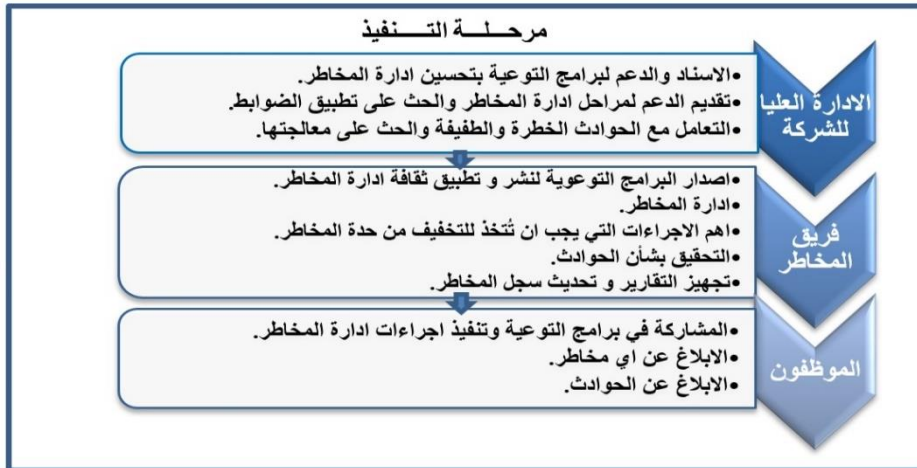 مرحلـــة التـــــنفيذ
الادارة العليا
للشركة
•الاسناد والدعم لبرامج التوعية بتحسين ادارة المخاطر.
•تقديم الدعم لمراحل ادارة المخاطر والحث على تطبيق الضوابط.
•التعامل مع الحوادث الخطرة والطفيفة والحث على معالجتها.
فريق
المخاطر
•اصدار البرامج التوعوية لنشر و تطبيق ثقافة ادارة المخاطر.
•ادارة المخاطر.
•اهم الاجراءات التي يجب ان تُتخذ للتخفيف من حدة المخاطر.
•التحقيق بشأن الحوادث.
•تجهيز التقارير و تحديث سجل المخاطر.
الموظفون
•المشاركة في برامج التوعية وتنفيذ اجراءات ادارة المخاطر.
•الابلاغ عن اي مخاطر.
•الابلاغ عن الحوادث.